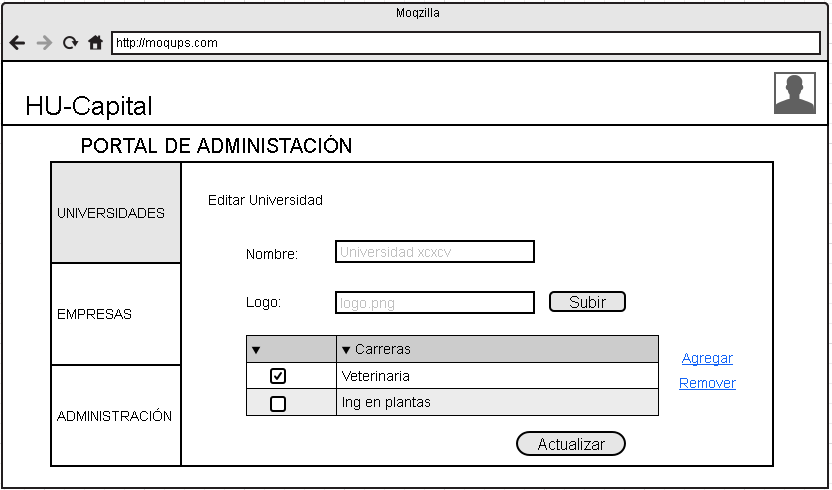 Moqzilla
http://moqups.com
HU-Capital
PORTAL DE ADMINISTACIÓN
UNIVERSIDADES
EMPRESAS
ADMINISTRACIÓN
Editar Universidad
Nombre: Universidad xcxcv
Logo: logo.png Subir
Carreras
Veterinaria
Ing en plantas
Agregar
Remover
Actualizar